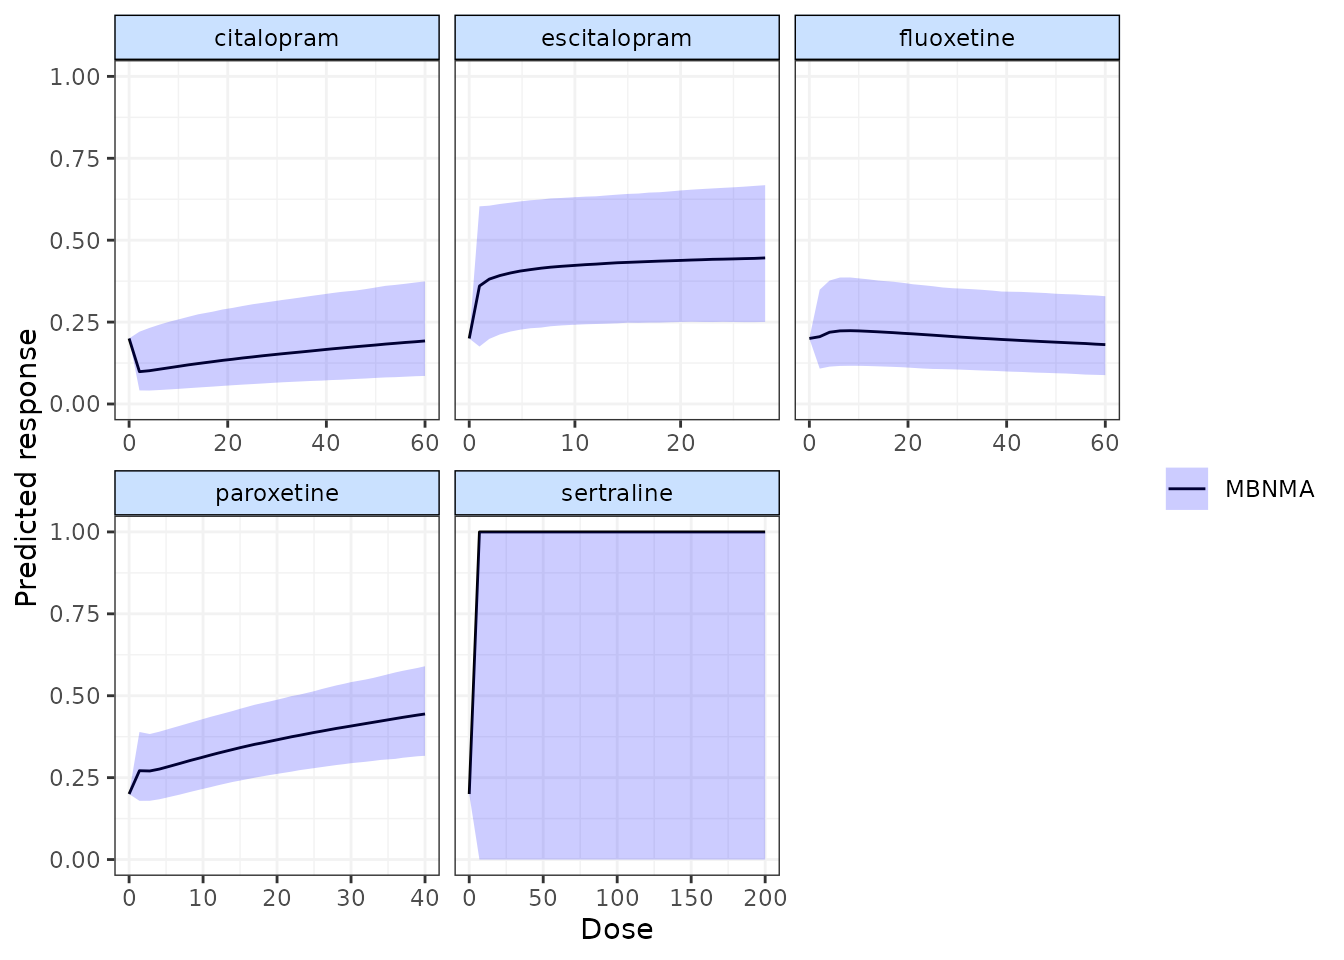 citalopram escitalopram fluoxetine
1.00
0.75
0.50
0.25
0.00
0 20 40 60 0 10 20 0 20 40 60
Predicted response
MBNMA
paroxetine sertraline
1.00
0.75
0.50
0.25
0.00
0 10 20 30 40 0 50 100 150 200
Dose